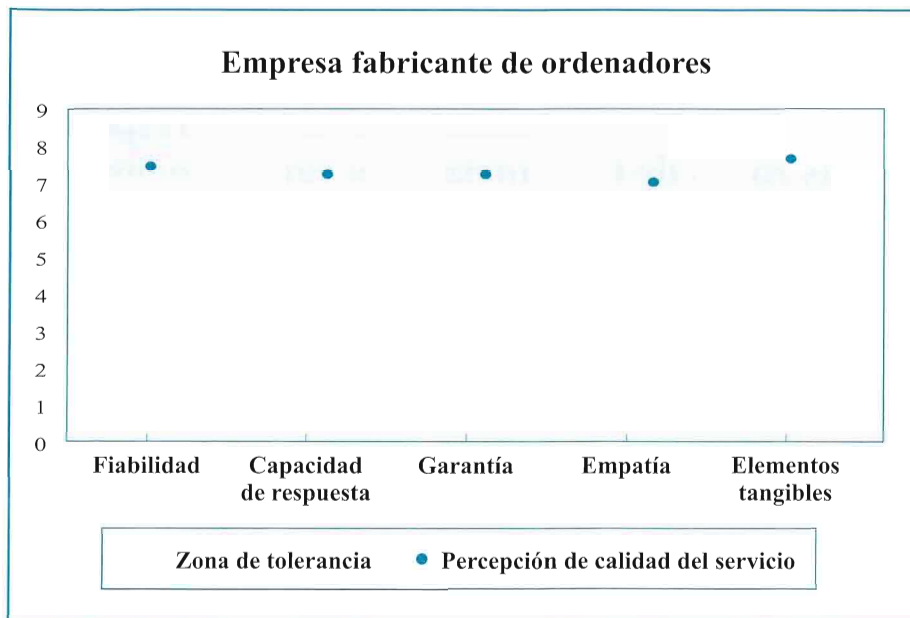 Empresa fabricante de ordenadores
9
8
7
6
5
4
3
2
1
0
Fiabilidad
Capacidad
de respuesta
Garantía
Empatía
Elementos
tangibles
Zona de tolerancia
Percepción de calidad del servicio